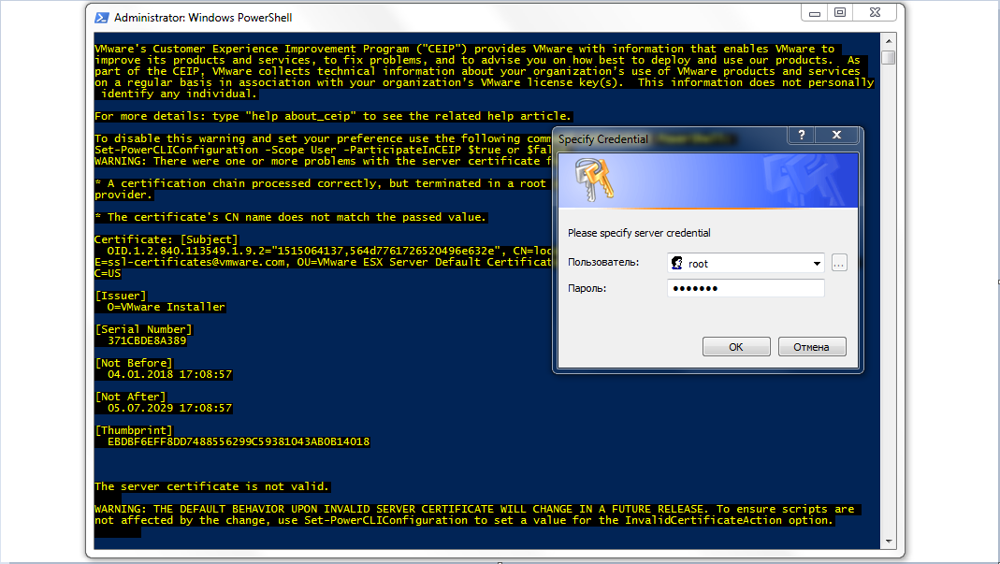 Administrator: Windows PowerShell
VMware's Customer Experience Improvement Program ("CEIP") provides VMware with information that enables VMware to
improve its products and services, to fix problems, and to advise you on how best to deploy and use our products.  As
part of the CEIP, VMware collects technical information about your organization's use of VMware products and services
on a regular basis in association with your organization's VMware license key(s).  This information does not personally
identify any individual.
For more details: type "help about_ceip" to see the related help article.
To disable this warning and set your preference use the following comm
Set-PowerCLIConfiguration -Scope User -ParticipateInCEIP $true or $fal
WARNING: There were one or more problems with the server certificate f
* A certification chain processed correctly, but terminated in a root
provider.
* The certificate's CN name does not match the passed value.
Certificate: [Subject]
OID.1.2.840.113549.1.9.2="1515064137,564d7761726520496e632e", CN=loc
E=ssl-certificates@vmware.com, OU=VMware ESX Server Default Certificat
C=US
[Issuer]
O=VMware Installer
[Serial Number]
371CBDE8A389
[Not Before]
04.01.2018 17:08:57
[Not After]
05.07.2029 17:08:57
[Thumbprint]
EBDBF6EFF8DD7488556299C59381043AB0B14018
The server certificate is not valid.
WARNING: THE DEFAULT BEHAVIOR UPON INVALID SERVER CERTIFICATE WILL CHANGE IN A FUTURE RELEASE. To ensure scripts are
not affected by the change, use Set-PowerCLIConfiguration to set a value for the InvalidCertificateAction option.
Specify Credential
Please specify server credential
Пользователь: root
...
Пароль: ●●●●●●●
OK Отмена